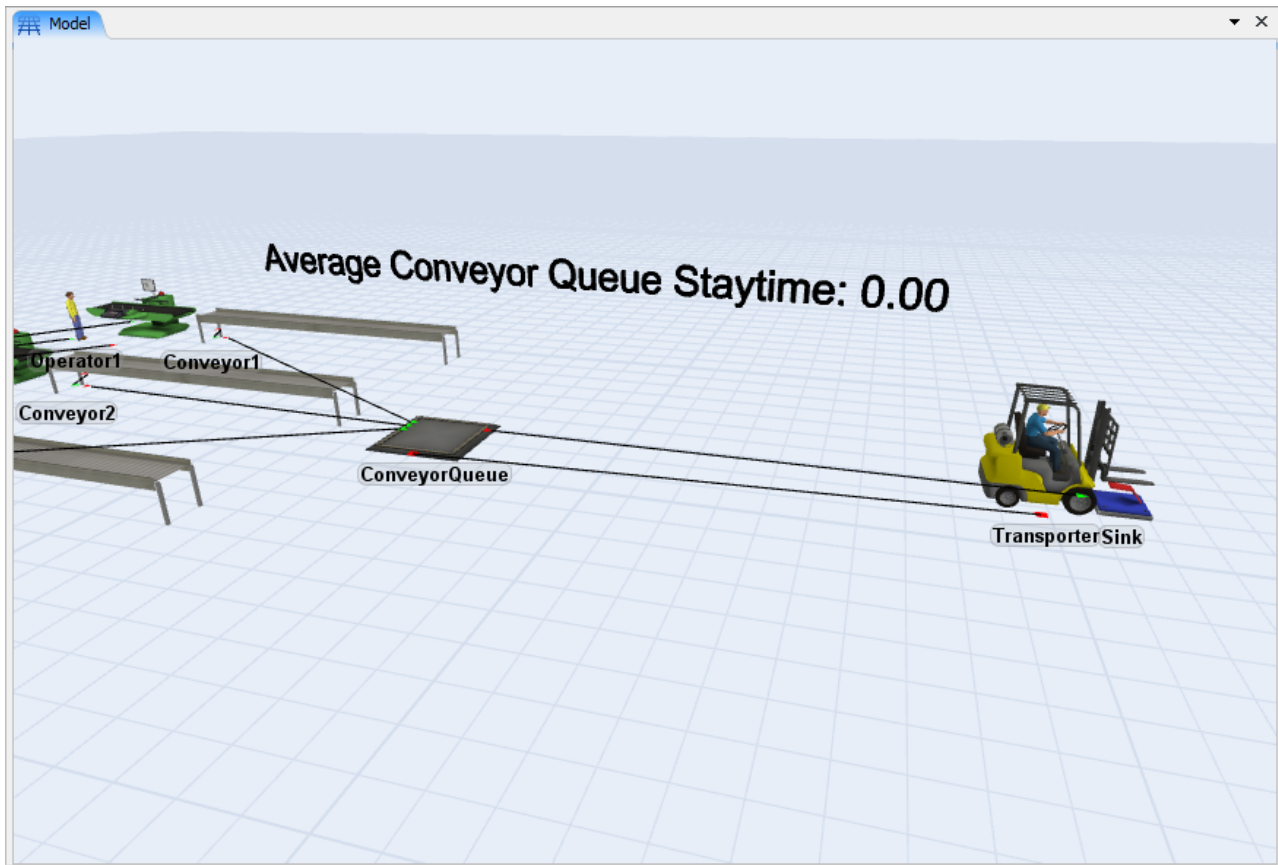 Model
Average Conveyor Queue Staytime: 0.00
Operator1
Conveyor1
Conveyor2
ConveyorQueue
Transporter
Sink